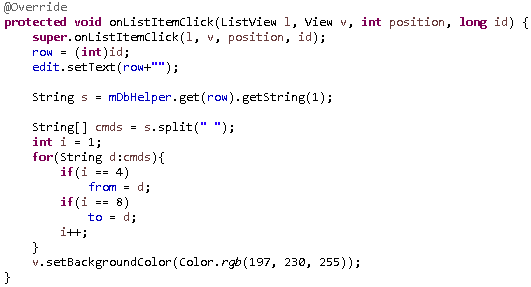 @Override
protected void onListItemClick(ListView l, View v, int position, long id) {
    super.onListItemClick(l, v, position, id);
    row = (int)id;
    edit.setText(row+"");

    String s = mDbHelper.get(row).getString(1);

    String[] cmds = s.split(" ");
    int i = 1;
    for(String d:cmds){
        if(i == 4)
            from = d;
        if(i == 8)
            to = d;
        i++;
    }
    v.setBackgroundColor(Color.rgb(197, 230, 255));
}